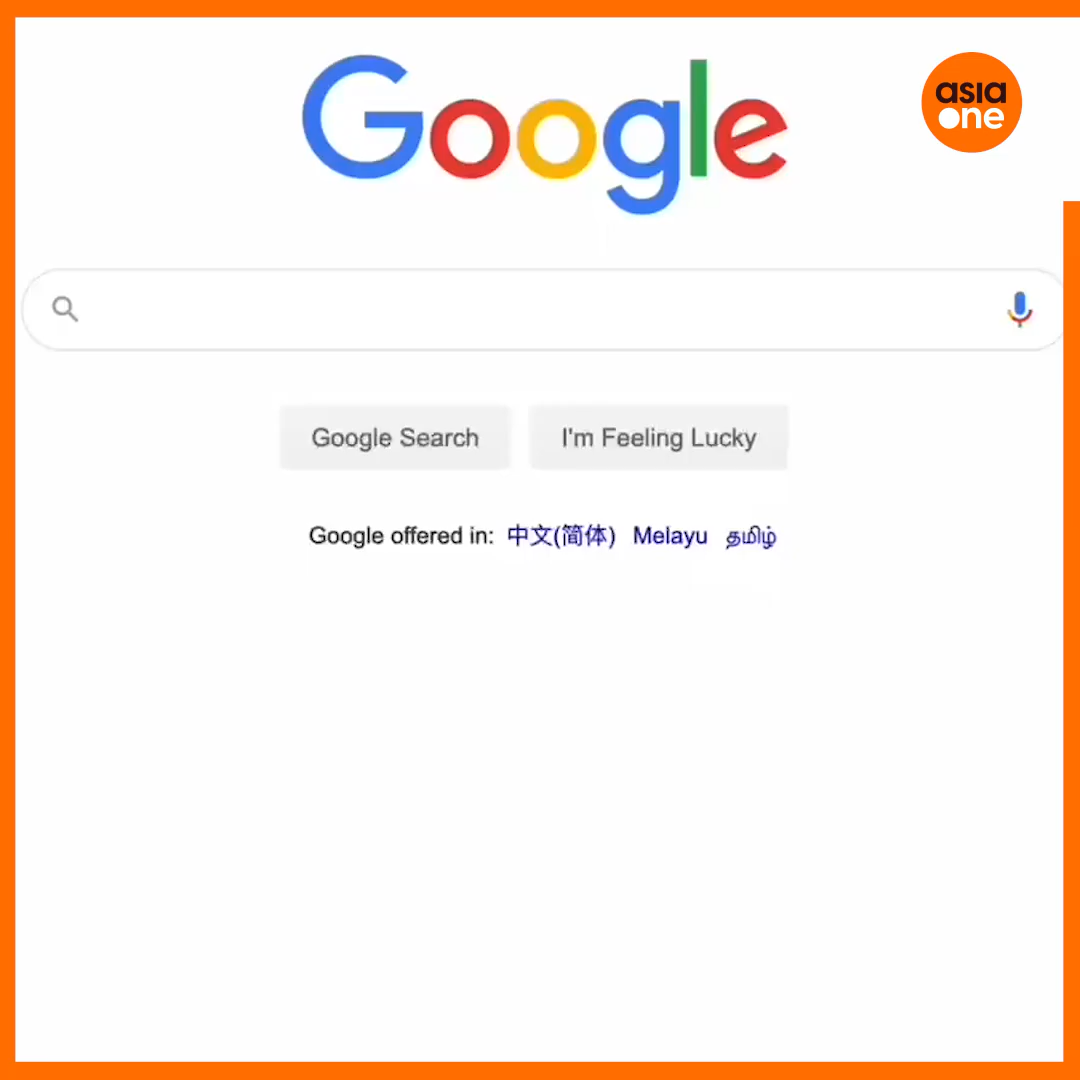 Google
asia
one
Google Search
I'm Feeling Lucky
Google offered in: 中文(简体) Melayu தமிழ்